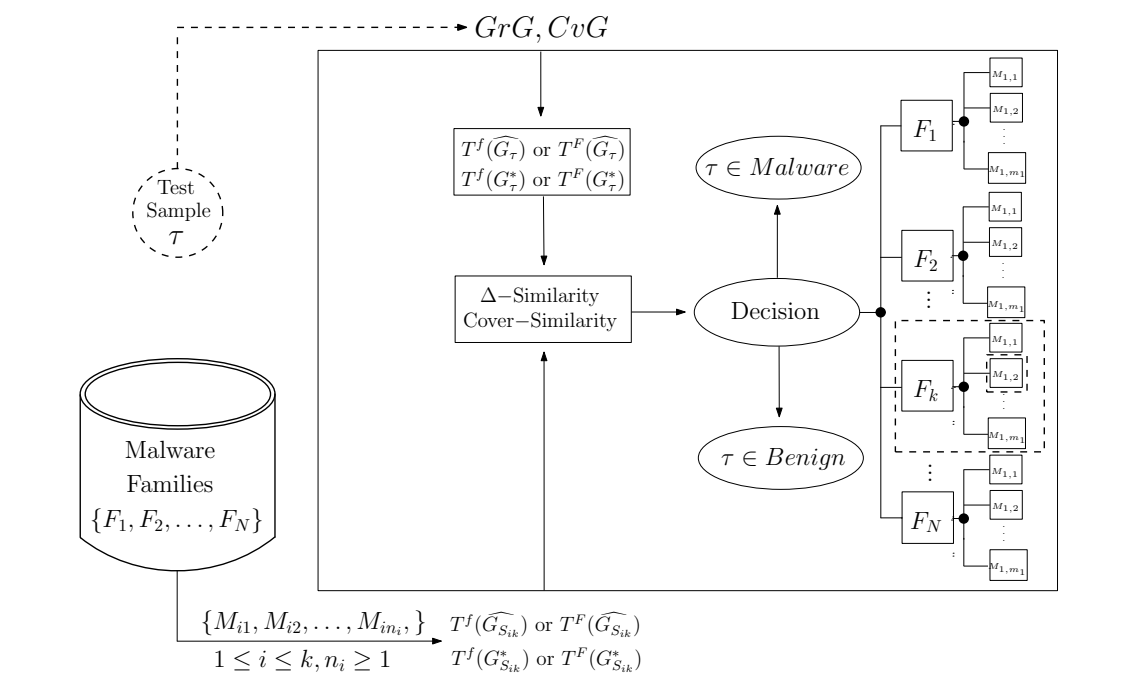 GrG, CvG
Test
Sample
τ
T^f(\widehat{G_τ}) or T^F(\widehat{G_τ})
T^f(G^*_τ) or T^F(G^*_τ)
Δ−Similarity
Cover−Similarity
τ ∈ Malware
Decision
τ ∈ Benign
F_1
M_{1,1}
M_{1,2}
⋮
M_{1,m_1}
F_2
⋮
M_{1,1}
M_{1,2}
⋮
M_{1,m_1}
F_k
⋮
M_{1,1}
M_{1,2}
⋮
M_{1,m_1}
F_N
M_{1,1}
M_{1,2}
⋮
M_{1,m_1}
Malware
Families
{F_1, F_2, ..., F_N}
{M_{i1}, M_{i2}, ..., M_{in_i}, }
1 ≤ i ≤ k, n_i ≥ 1
T^f(\widehat{G_{S_{ik}}}) or T^F(\widehat{G_{S_{ik}}})
T^f(G^*_{S_{ik}}) or T^F(G^*_{S_{ik}})